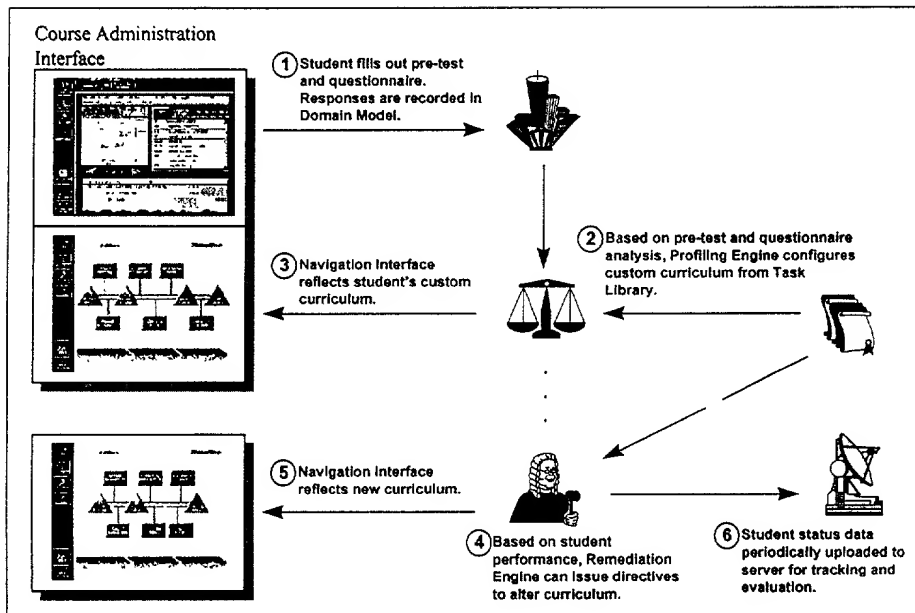 Course Administration
Interface
1 Student fills out pre-test
and questionnaire.
Responses are recorded in
Domain Model.
2 Based on pre-test and questionnaire
analysis, Profiling Engine configures
custom curriculum from Task
Library.
3 Navigation Interface
reflects student's custom
curriculum.
5 Navigation Interface
reflects new curriculum.
4 Based on student
performance, Remediation
Engine can issue directives
to alter curriculum.
6 Student status data
periodically uploaded to
server for tracking and
evaluation.